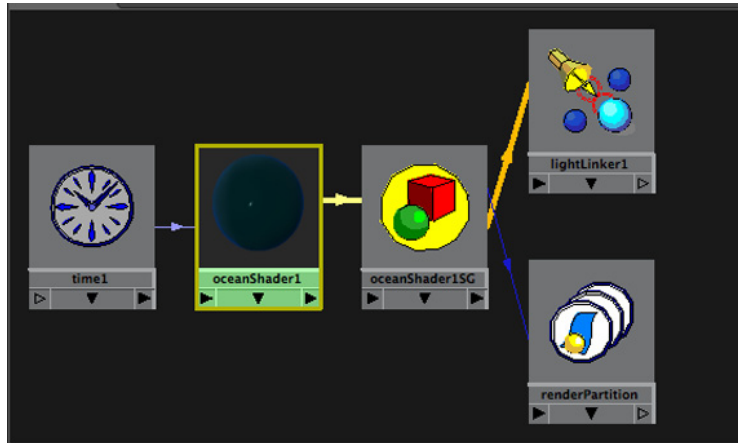 time1
oceanShader1
oceanShader1SG
lightLinker1
renderPartition